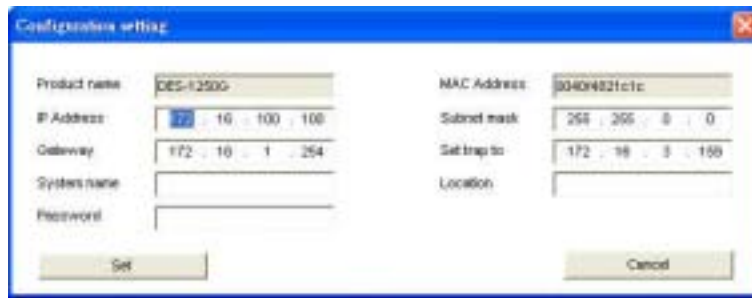 Configuration setting
Product name DES-1250G MAC Address 0040f4021c1c
IP Address 172 . 16 . 100 . 100 Subnet mask 255 . 255 . 0 . 0
Gateway 172 . 16 . 1 . 254 Set trap to 172 . 16 . 3 . 159
System name Location
Password
Set Cancel